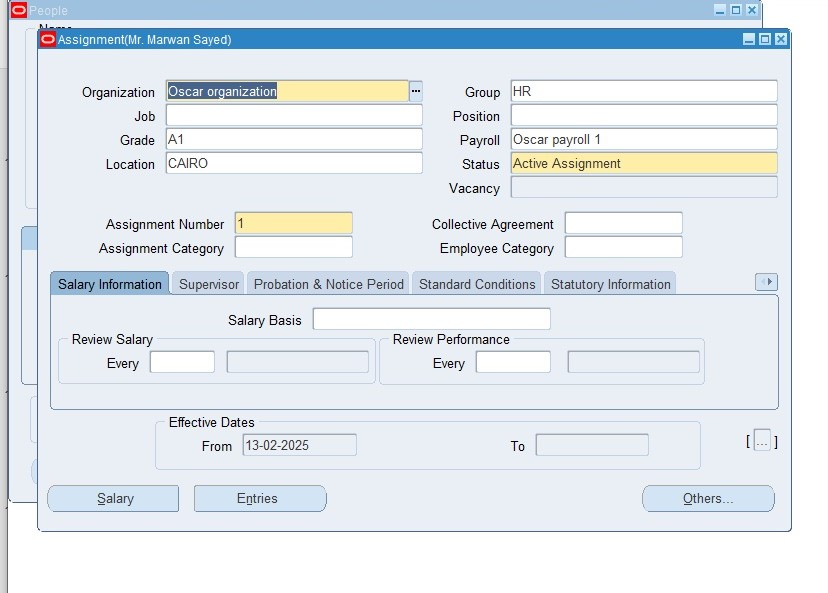 People
Name
Assignment(Mr. Marwan Sayed)
Organization Oscar organization ... Group HR
Job Position
Grade A1 Payroll Oscar payroll 1
Location CAIRO Status Active Assignment
Vacancy
Assignment Number 1 Collective Agreement
Assignment Category Employee Category
Salary Information Supervisor Probation & Notice Period Standard Conditions Statutory Information
Salary Basis
Review Salary Review Performance
Every Every
Effective Dates
From 13-02-2025 To [ ... ]
Salary Entries Others...